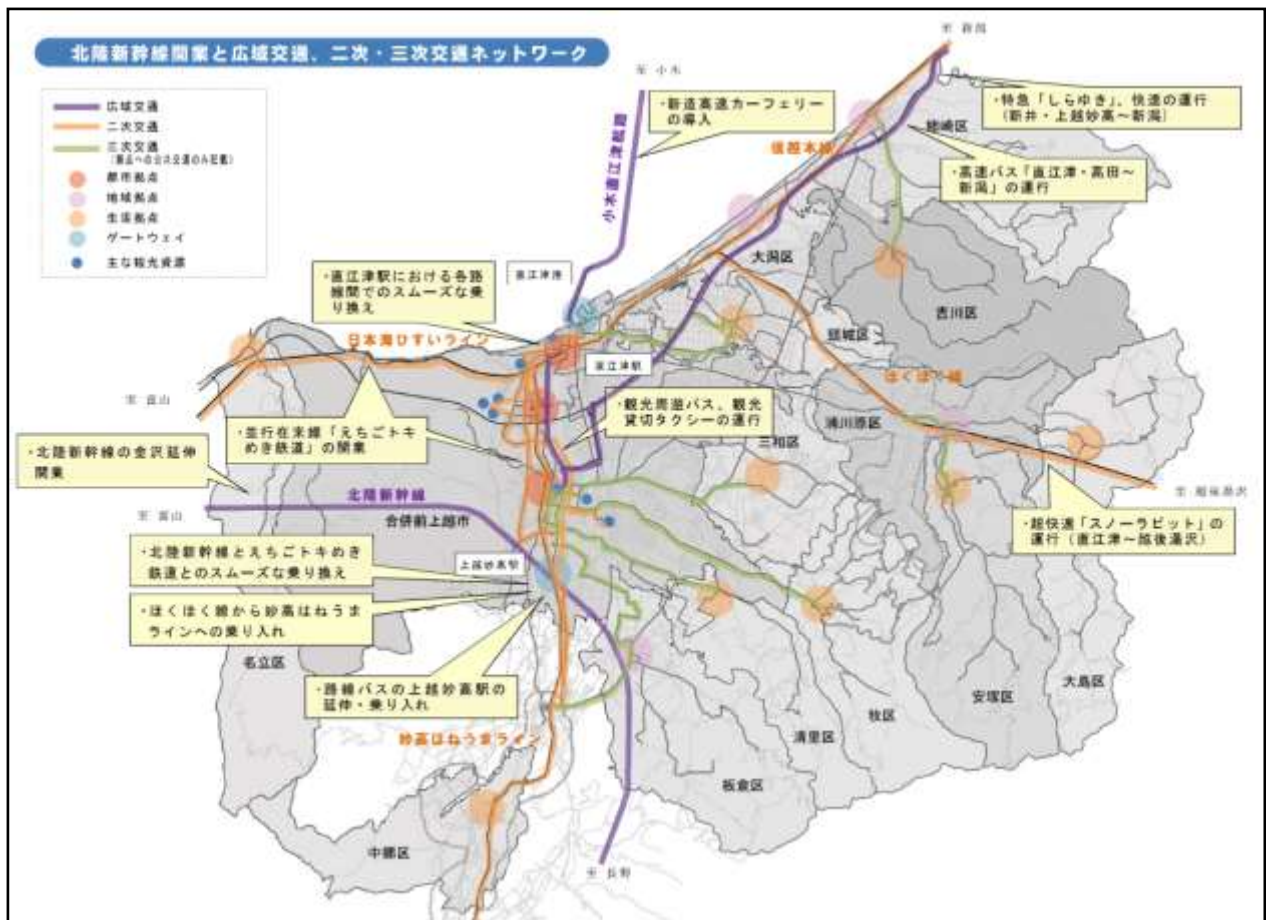 北陸新幹線開業と広域交通、二次・三次交通ネットワーク
広域交通
二次交通
三次交通
(拠点への公共交通のみ記載)
都市拠点
地域拠点
生活拠点
ゲートウェイ
主な観光資源
至 新潟
至 小木
・新造高速カーフェリー
の導入
・特急「しらゆき」、快速の運行
(新井・上越妙高～新潟)
柿崎区
信越本線
・高速バス「直江津・高田～
新潟」の運行
小木直江津航路
大潟区
直江津港
・直江津駅における各路
線間でのスムーズな乗
り換え
吉川区
頸城区
日本海ひすいライン
直江津駅
ほくほく線
至 富山
・観光周遊バス、観光
貸切タクシーの運行
浦川原区
三和区
・並行在来線「えちごトキ
めき鉄道」の開業
・北陸新幹線の金沢延伸
開業
北陸新幹線
至 越後湯沢
至 富山
合併前上越市
・超快速「スノーラビット」の
運行(直江津～越後湯沢)
・北陸新幹線とえちごトキめき
鉄道とのスムーズな乗り換え
上越妙高駅
・ほくほく線から妙高はねうま
ラインへの乗り入れ
名立区
・路線バスの上越妙高駅の
延伸・乗り入れ
大島区
安塚区
牧区
清里区
妙高はねうまライン
板倉区
中郷区
至 長野